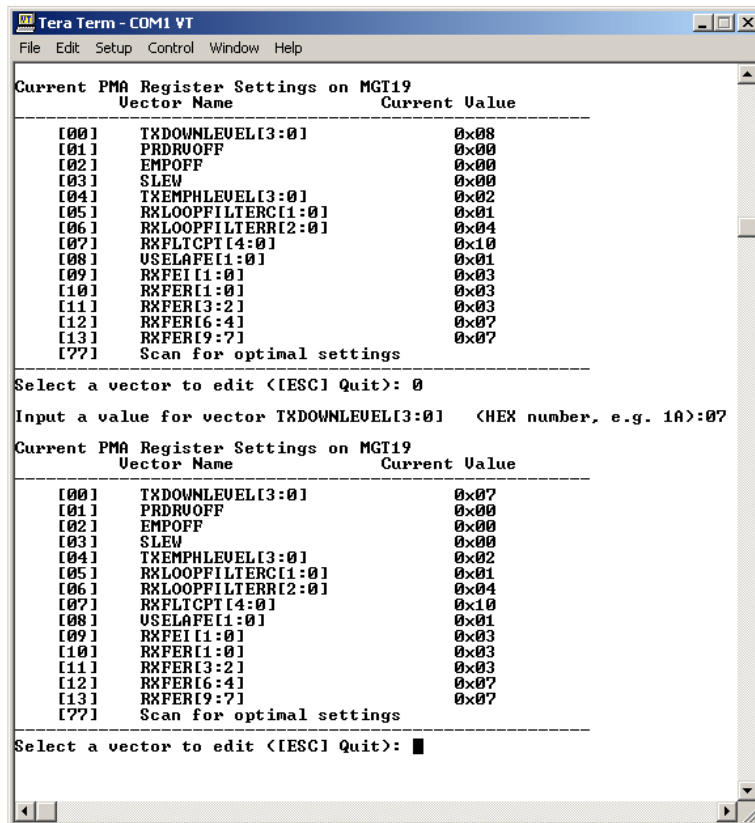 Tera Term - COM1 VT
File Edit Setup Control Window Help
Current PMA Register Settings on MGT19
Vector Name Current Value
[00] TXDOWNLEVEL[3:0] 0x08
[01] PRDRVOFF 0x00
[02] EMPOFF 0x00
[03] SLEW 0x00
[04] TXEMPHLEVEL[3:0] 0x02
[05] RXLOOPFILTERC[1:0] 0x01
[06] RXLOOPFILTERR[2:0] 0x04
[07] RXFLTCPT[4:0] 0x10
[08] VSELAFE[1:0] 0x01
[09] RXFEI[1:0] 0x03
[10] RXFER[1:0] 0x03
[11] RXFER[3:2] 0x03
[12] RXFER[6:4] 0x07
[13] RXFER[9:7] 0x07
[77] Scan for optimal settings
Select a vector to edit ([ESC] Quit): 0
Input a value for vector TXDOWNLEVEL[3:0] (HEX number, e.g. 1A):07
Current PMA Register Settings on MGT19
Vector Name Current Value
[00] TXDOWNLEVEL[3:0] 0x07
[01] PRDRVOFF 0x00
[02] EMPOFF 0x00
[03] SLEW 0x00
[04] TXEMPHLEVEL[3:0] 0x02
[05] RXLOOPFILTERC[1:0] 0x01
[06] RXLOOPFILTERR[2:0] 0x04
[07] RXFLTCPT[4:0] 0x10
[08] VSELAFE[1:0] 0x01
[09] RXFEI[1:0] 0x03
[10] RXFER[1:0] 0x03
[11] RXFER[3:2] 0x03
[12] RXFER[6:4] 0x07
[13] RXFER[9:7] 0x07
[77] Scan for optimal settings
Select a vector to edit ([ESC] Quit):